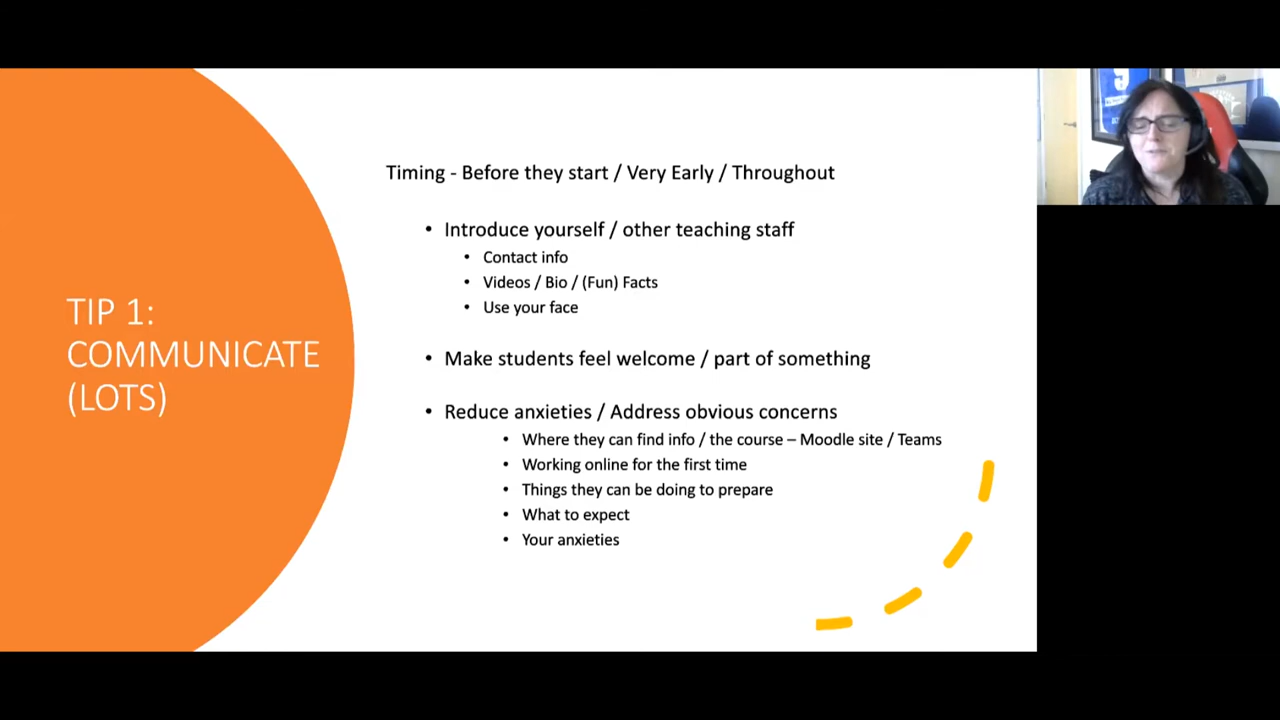 TIP 1:
COMMUNICATE
(LOTS)
Timing - Before they start / Very Early / Throughout
• Introduce yourself / other teaching staff
• Contact info
• Videos / Bio / (Fun) Facts
• Use your face
• Make students feel welcome / part of something
• Reduce anxieties / Address obvious concerns
• Where they can find info / the course – Moodle site / Teams
• Working online for the first time
• Things they can be doing to prepare
• What to expect
• Your anxieties